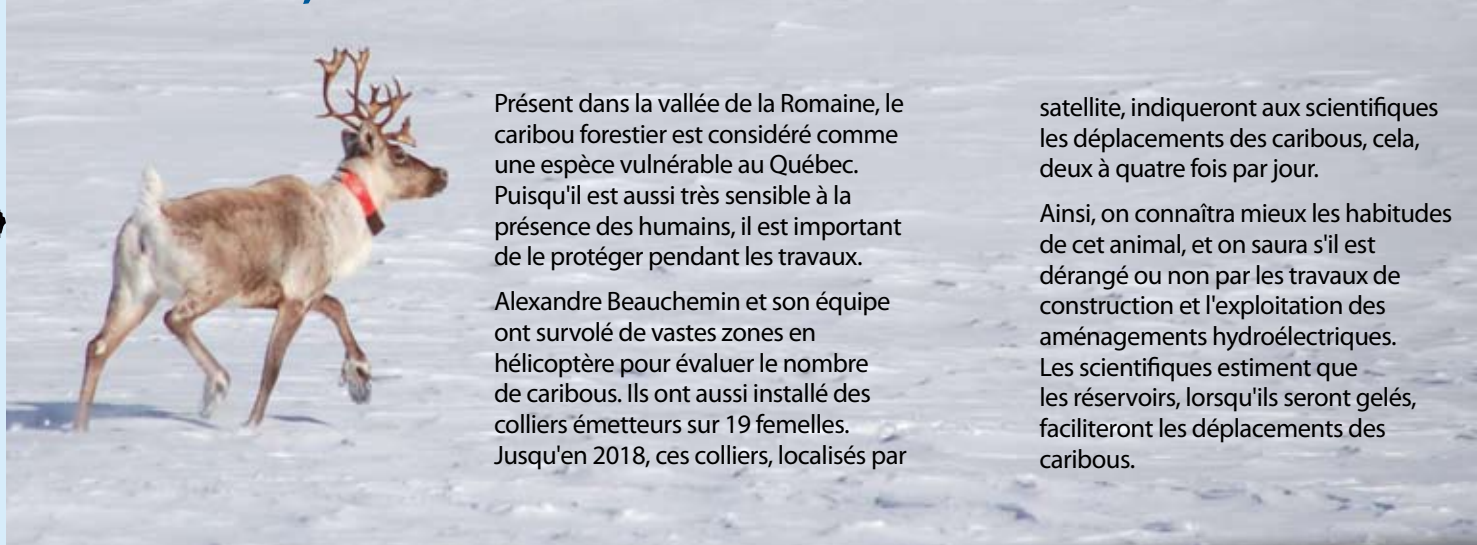 Présent dans la vallée de la Romaine, le
caribou forestier est considéré comme
une espèce vulnérable au Québec.
Puisqu'il est aussi très sensible à la
présence des humains, il est important
de le protéger pendant les travaux.
Alexandre Beauchemin et son équipe
ont survolé de vastes zones en
hélicoptère pour évaluer le nombre
de caribous. Ils ont aussi installé des
colliers émetteurs sur 19 femelles.
Jusqu'en 2018, ces colliers, localisés par
satellite, indiqueront aux scientifiques
les déplacements des caribous, cela,
deux à quatre fois par jour.
Ainsi, on connaîtra mieux les habitudes
de cet animal, et on saura s'il est
dérangé ou non par les travaux de
construction et l'exploitation des
aménagements hydroélectriques.
Les scientifiques estiment que
les réservoirs, lorsqu'ils seront gelés,
faciliteront les déplacements des
caribous.